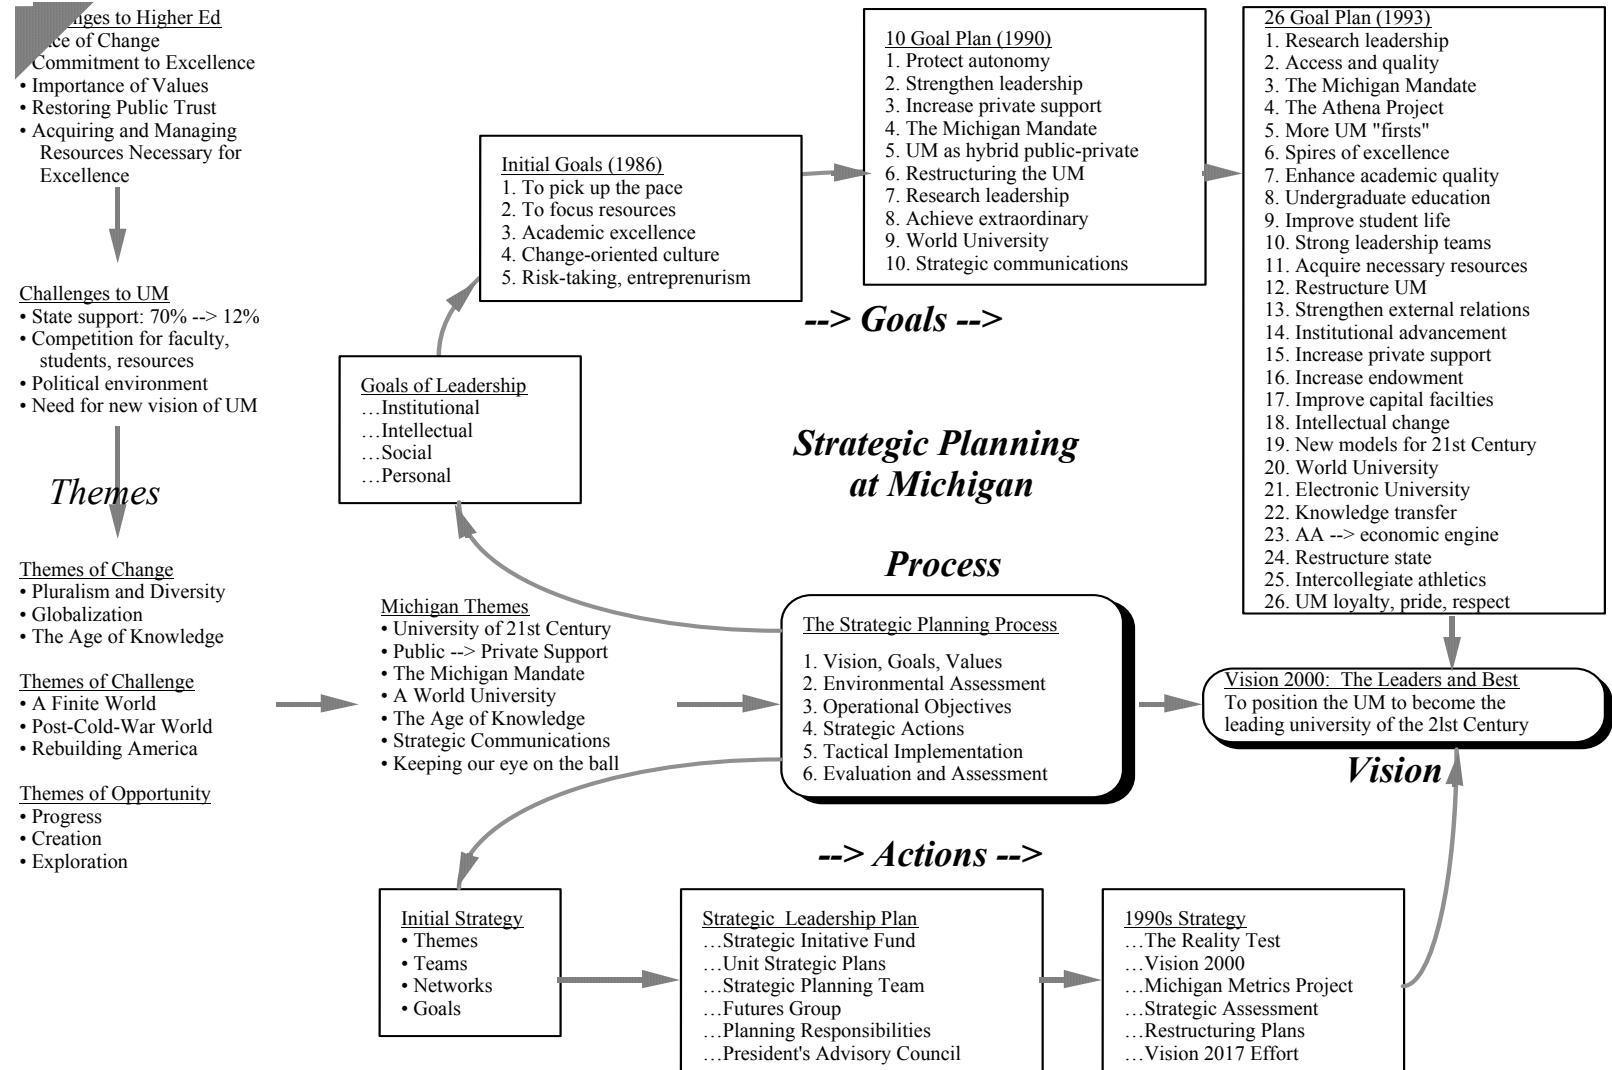 to Higher Ed
of Change
Commitment to Excellence
• Importance of Values
• Restoring Public Trust
• Acquiring and Managing
Resources Necessary for
Excellence
Challenges to UM
• State support: 70% --> 12%
• Competition for faculty,
students, resources
• Political environment
• Need for new vision of UM
Themes
Themes of Change
• Pluralism and Diversity
• Globalization
• The Age of Knowledge
Themes of Challenge
• A Finite World
• Post-Cold-War World
• Rebuilding America
Themes of Opportunity
• Progress
• Creation
• Exploration
Goals of Leadership
…Institutional
…Intellectual
…Social
…Personal
Initial Goals (1986)
1. To pick up the pace
2. To focus resources
3. Academic excellence
4. Change-oriented culture
5. Risk-taking, entreprenurism
10 Goal Plan (1990)
1. Protect autonomy
2. Strengthen leadership
3. Increase private support
4. The Michigan Mandate
5. UM as hybrid public-private
6. Restructuring the UM
7. Research leadership
8. Achieve extraordinary
9. World University
10. Strategic communications
--> Goals -->
26 Goal Plan (1993)
1. Research leadership
2. Access and quality
3. The Michigan Mandate
4. The Athena Project
5. More UM "firsts"
6. Spires of excellence
7. Enhance academic quality
8. Undergraduate education
9. Improve student life
10. Strong leadership teams
11. Acquire necessary resources
12. Restructure UM
13. Strengthen external relations
14. Institutional advancement
15. Increase private support
16. Increase endowment
17. Improve capital facilties
18. Intellectual change
19. New models for 21st Century
20. World University
21. Electronic University
22. Knowledge transfer
23. AA --> economic engine
24. Restructure state
25. Intercollegiate athletics
26. UM loyalty, pride, respect
Strategic Planning
at Michigan
Process
Michigan Themes
• University of 21st Century
• Public --> Private Support
• The Michigan Mandate
• A World University
• The Age of Knowledge
• Strategic Communications
• Keeping our eye on the ball
The Strategic Planning Process
1. Vision, Goals, Values
2. Environmental Assessment
3. Operational Objectives
4. Strategic Actions
5. Tactical Implementation
6. Evaluation and Assessment
Vision 2000: The Leaders and Best
To position the UM to become the
leading university of the 2lst Century
Vision
--> Actions -->
Initial Strategy
• Themes
• Teams
• Networks
• Goals
Strategic Leadership Plan
…Strategic Initative Fund
…Unit Strategic Plans
…Strategic Planning Team
…Futures Group
…Planning Responsibilities
…President's Advisory Council
1990s Strategy
…The Reality Test
…Vision 2000
…Michigan Metrics Project
…Strategic Assessment
…Restructuring Plans
…Vision 2017 Effort